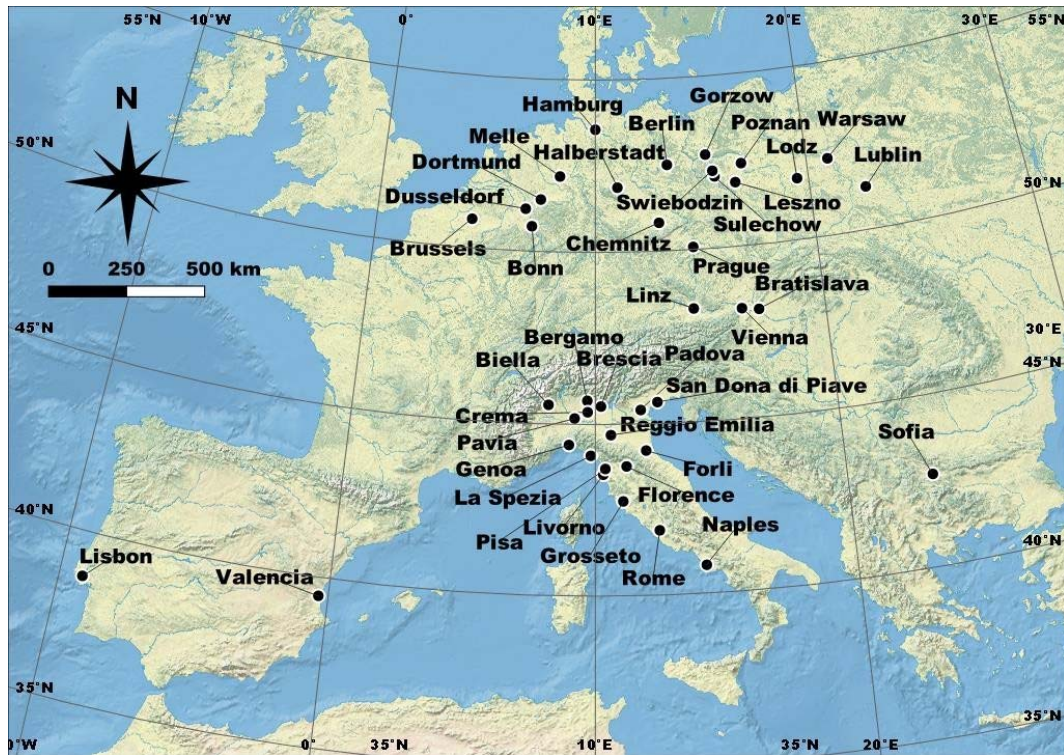 55°N 10°W 0° 10°E 20°E 30°E 55°N
N
Hamburg
Gorzow
Melle
Berlin
Poznan
Warsaw
Dortmund
Halberstadt
Lodz
Lublin
50°N
50°N
Dusseldorf
Swiebodzin
Leszno
Brussels
Chemnitz
Sulechow
Bonn
Prague
0 250 500 km
Linz
Bratislava
Vienna
45°N
30°E
Bergamo
Biella
Brescia
Padova
45°N
San Dona di Piave
Crema
Reggio Emilia
Pavia
Sofia
Genoa
Forli
La Spezia
Florence
Pisa
Livorno
Naples
40°N
Grosseto
40°N
Lisbon
Valencia
Rome
35°N
35°N
0° 35°N 10°E 20°E